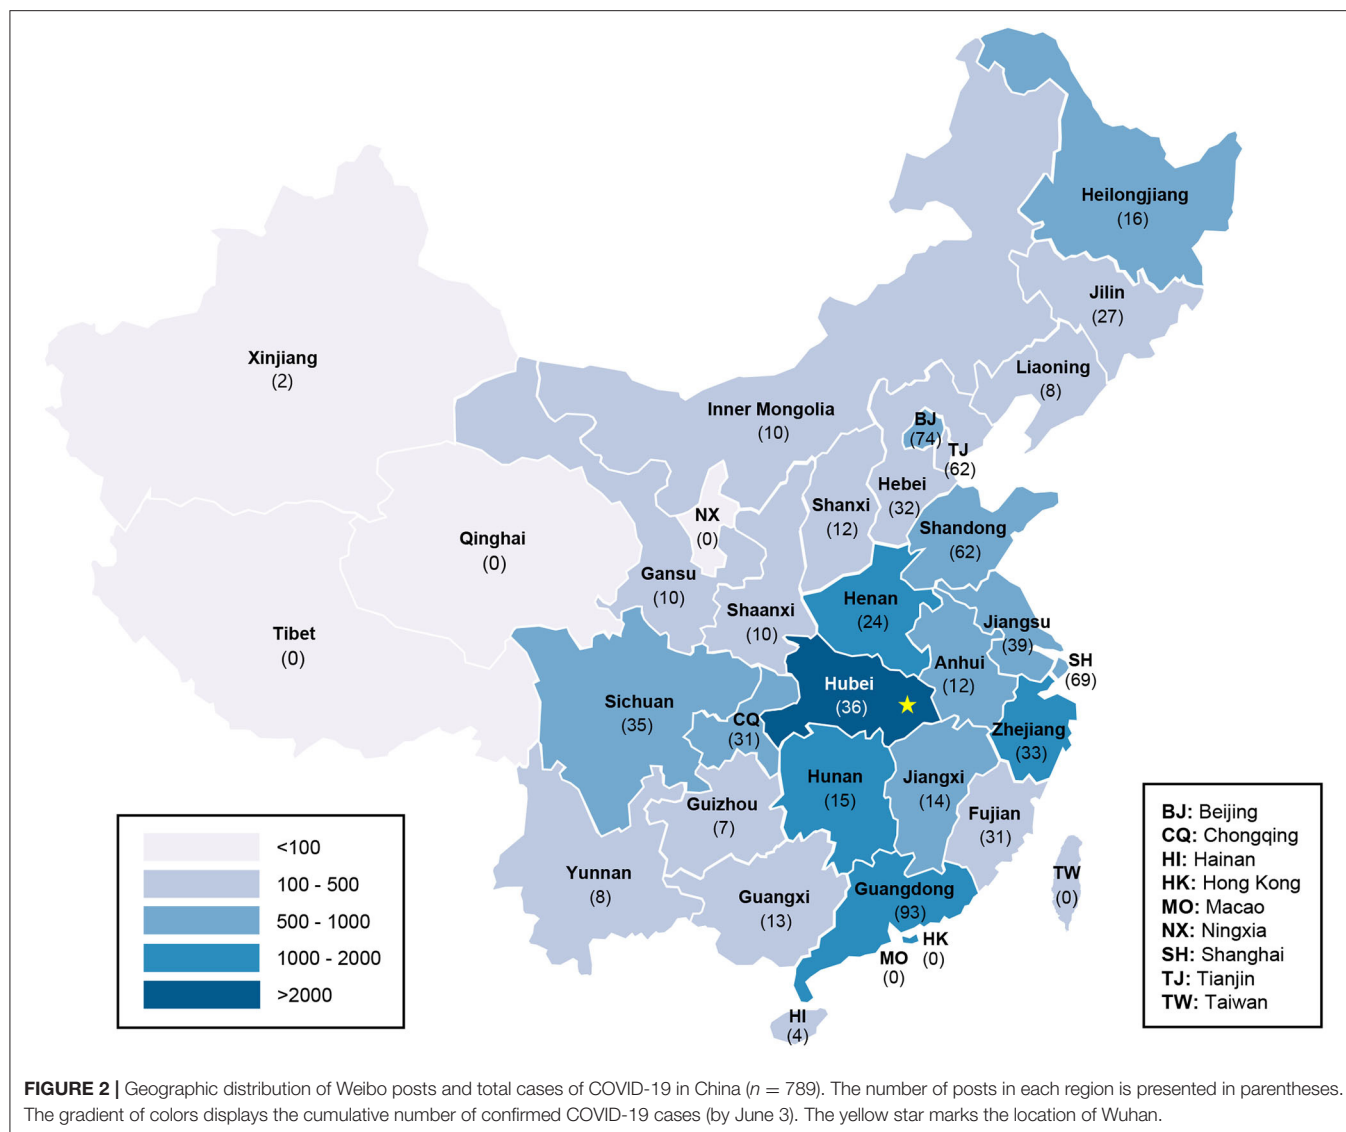 Heilongjiang
(16)
Jilin
(27)
Xinjiang
(2)
Liaoning
(8)
Inner Mongolia
(10)
BJ
(74)
TJ
(62)
Hebei
(32)
Shanxi
(12)
NX
(0)
Shandong
(62)
Qinghai
(0)
Gansu
(10)
Shaanxi
(10)
Henan
(24)
Jiangsu
(39)
Tibet
(0)
Anhui
(12)
SH
(69)
Hubei
(36)
Sichuan
(35)
CQ
(31)
Zhejiang
(33)
Hunan
(15)
Jiangxi
(14)
Guizhou
(7)
Fujian
(31)
Yunnan
(8)
Guangxi
(13)
Guangdong
(93)
TW
(0)
HK
(0)
MO
(0)
HI
(4)
<100
100 - 500
500 - 1000
1000 - 2000
>2000
BJ: Beijing
CQ: Chongqing
HI: Hainan
HK: Hong Kong
MO: Macao
NX: Ningxia
SH: Shanghai
TJ: Tianjin
TW: Taiwan
FIGURE 2 | Geographic distribution of Weibo posts and total cases of COVID-19 in China (n = 789). The number of posts in each region is presented in parentheses.
The gradient of colors displays the cumulative number of confirmed COVID-19 cases (by June 3). The yellow star marks the location of Wuhan.